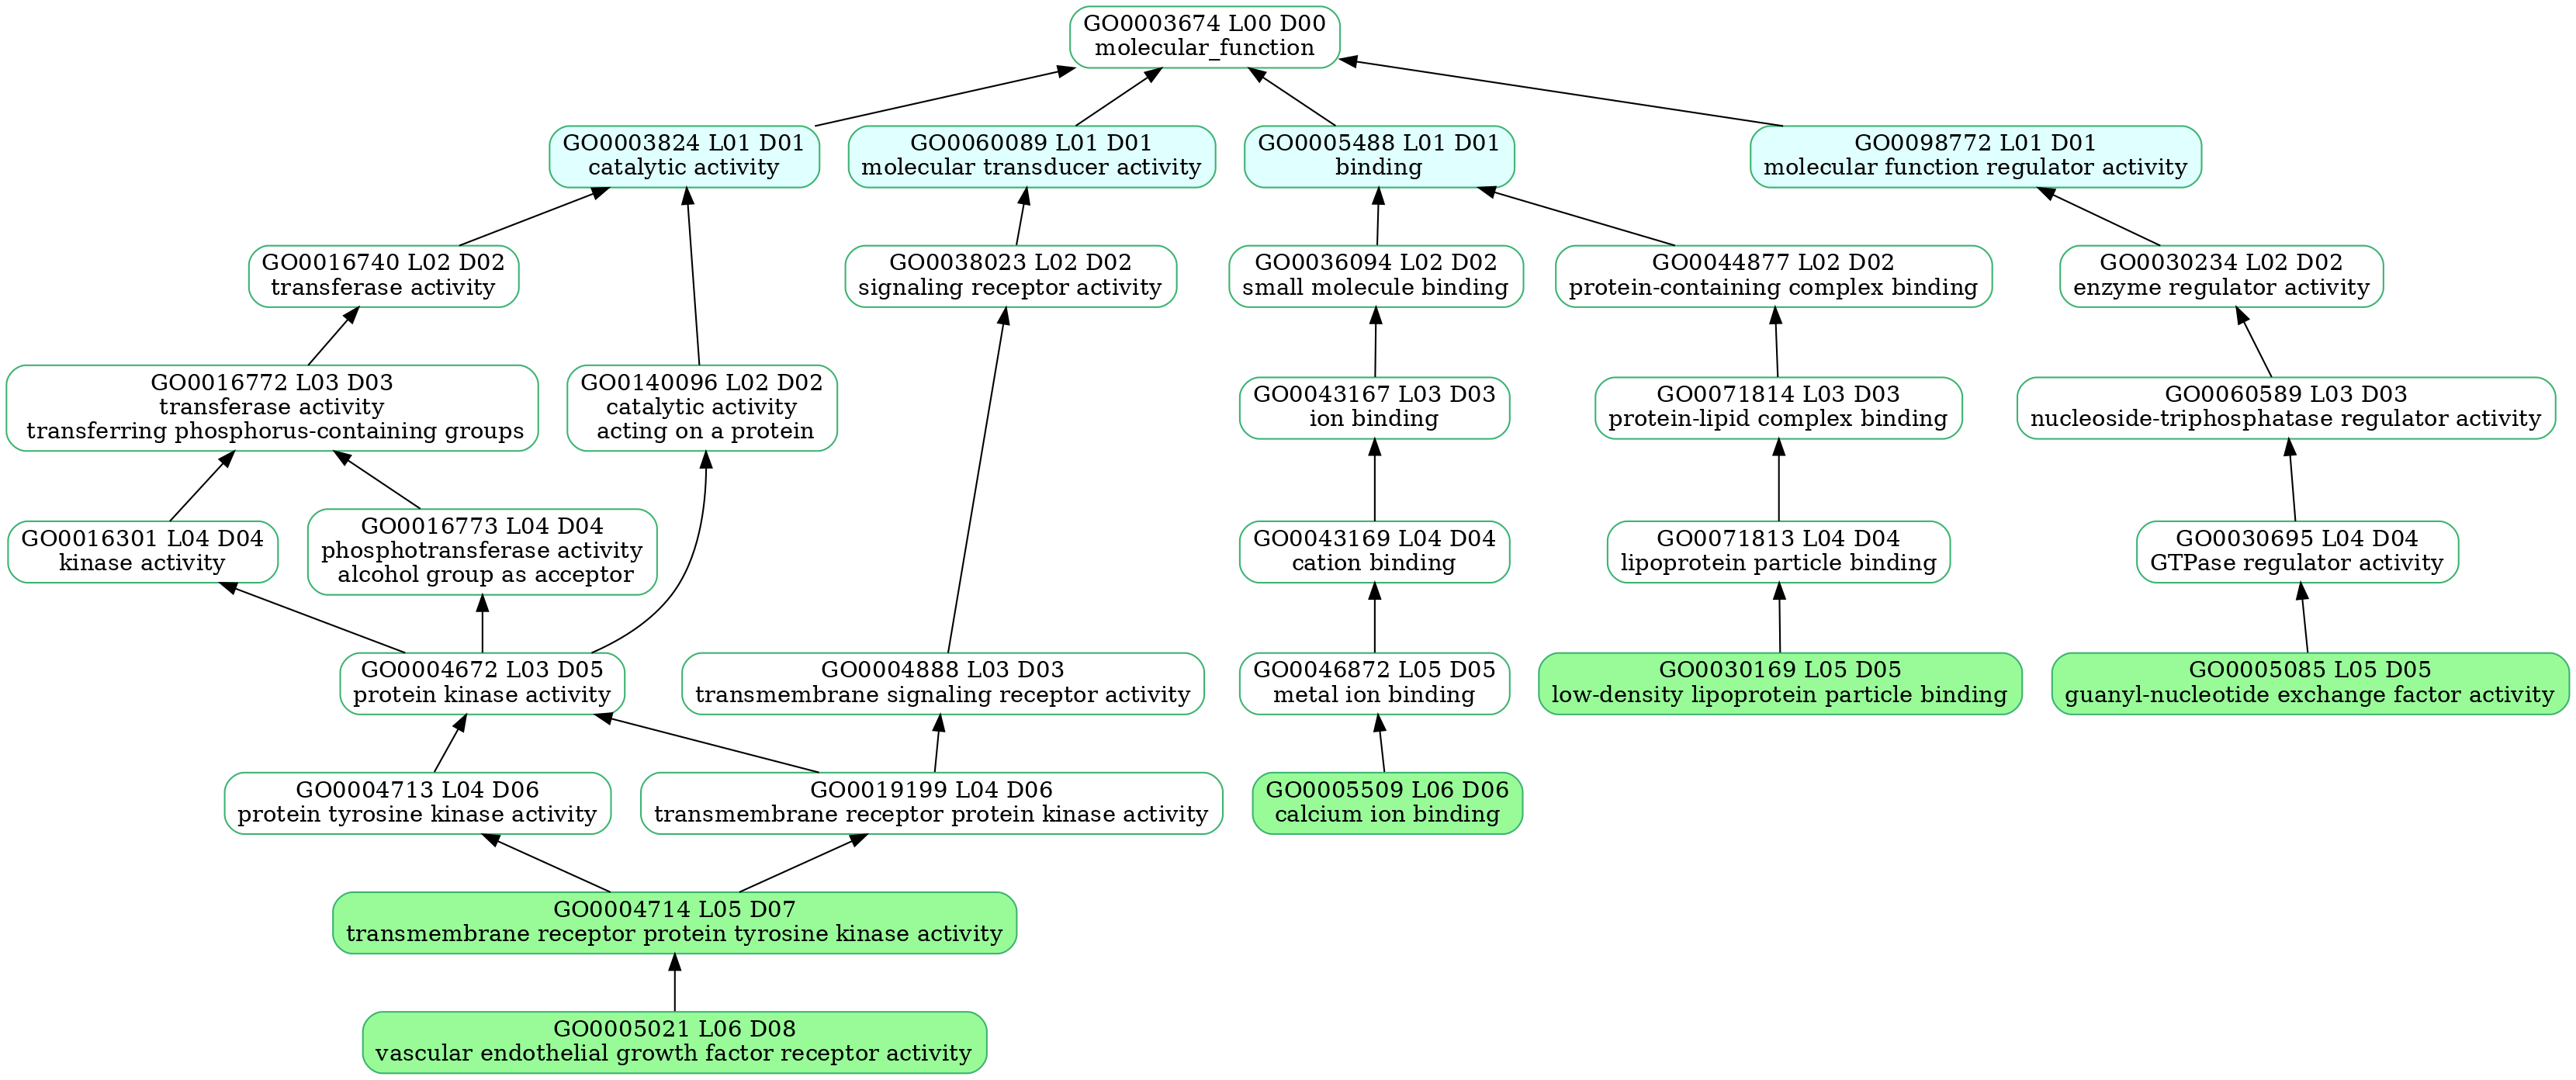 GO0003674 L00 D00
molecular_function
GO0003824 L01 D01
catalytic activity
GO0060089 L01 D01
molecular transducer activity
GO0005488 L01 D01
binding
GO0098772 L01 D01
molecular function regulator activity
GO0016740 L02 D02
transferase activity
GO0038023 L02 D02
signaling receptor activity
GO0036094 L02 D02
small molecule binding
GO0044877 L02 D02
protein-containing complex binding
GO0030234 L02 D02
enzyme regulator activity
GO0016772 L03 D03
transferase activity
transferring phosphorus-containing groups
GO0140096 L02 D02
catalytic activity
acting on a protein
GO0043167 L03 D03
ion binding
GO0071814 L03 D03
protein-lipid complex binding
GO0060589 L03 D03
nucleoside-triphosphatase regulator activity
GO0016301 L04 D04
kinase activity
GO0016773 L04 D04
phosphotransferase activity
alcohol group as acceptor
GO0043169 L04 D04
cation binding
GO0071813 L04 D04
lipoprotein particle binding
GO0030695 L04 D04
GTPase regulator activity
GO0004672 L03 D05
protein kinase activity
GO0004888 L03 D03
transmembrane signaling receptor activity
GO0046872 L05 D05
metal ion binding
GO0030169 L05 D05
low-density lipoprotein particle binding
GO0005085 L05 D05
guanyl-nucleotide exchange factor activity
GO0004713 L04 D06
protein tyrosine kinase activity
GO0019199 L04 D06
transmembrane receptor protein kinase activity
GO0005509 L06 D06
calcium ion binding
GO0004714 L05 D07
transmembrane receptor protein tyrosine kinase activity
GO0005021 L06 D08
vascular endothelial growth factor receptor activity